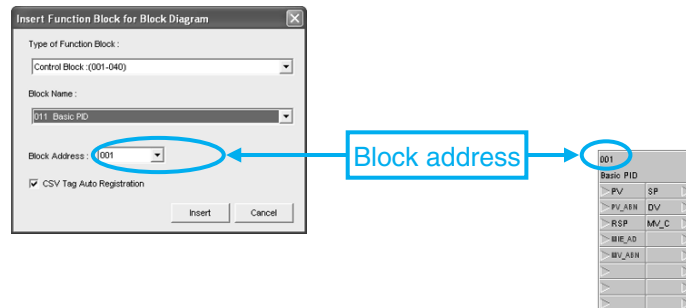 Insert Function Block for Block Diagram
Type of Function Block :
Control Block :(001-040)
Block Name :
011 Basic PID
Block Address :
001
CSV Tag Auto Registration
Insert Cancel
Block address
001
Basic PID
PV SP
PV_ABN DV
RSP MV_C
MIE_AD
MV_ABN